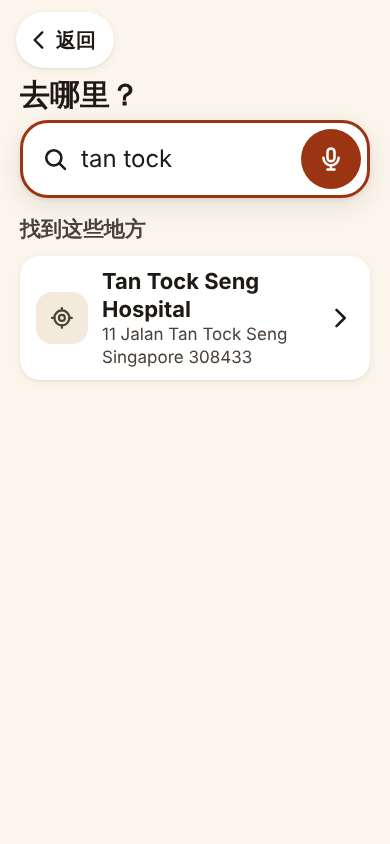 返回
去哪里？
tan tock
找到这些地方
Tan Tock Seng
Hospital
11 Jalan Tan Tock Seng
Singapore 308433